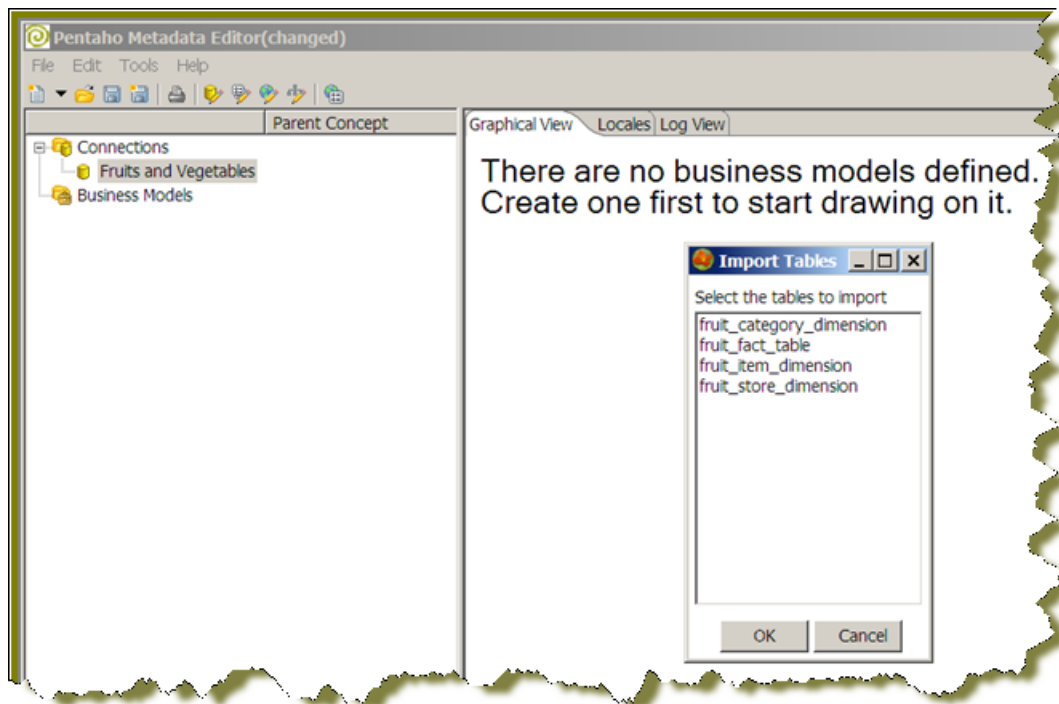 Pentaho Metadata Editor(changed)
File Edit Tools Help
Parent Concept
Connections
Fruits and Vegetables
Business Models
Graphical View Locales Log View
There are no business models defined.
Create one first to start drawing on it.
Import Tables
Select the tables to import
fruit_category_dimension
fruit_fact_table
fruit_item_dimension
fruit_store_dimension
OK Cancel